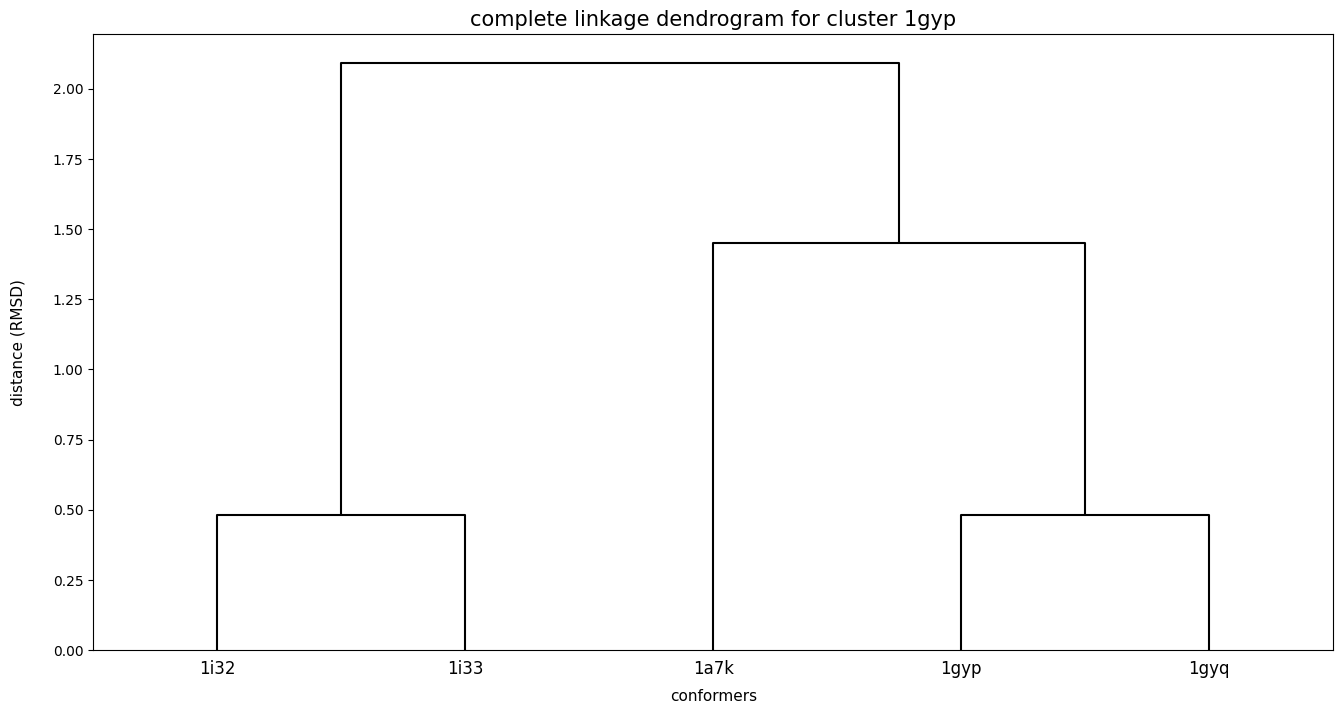 complete linkage dendrogram for cluster 1gyp
2.00
1.75
1.50
1.25
1.00
0.75
0.50
0.25
0.00
distance (RMSD)
1i32 1i33 1a7k 1gyp 1gyq
conformers